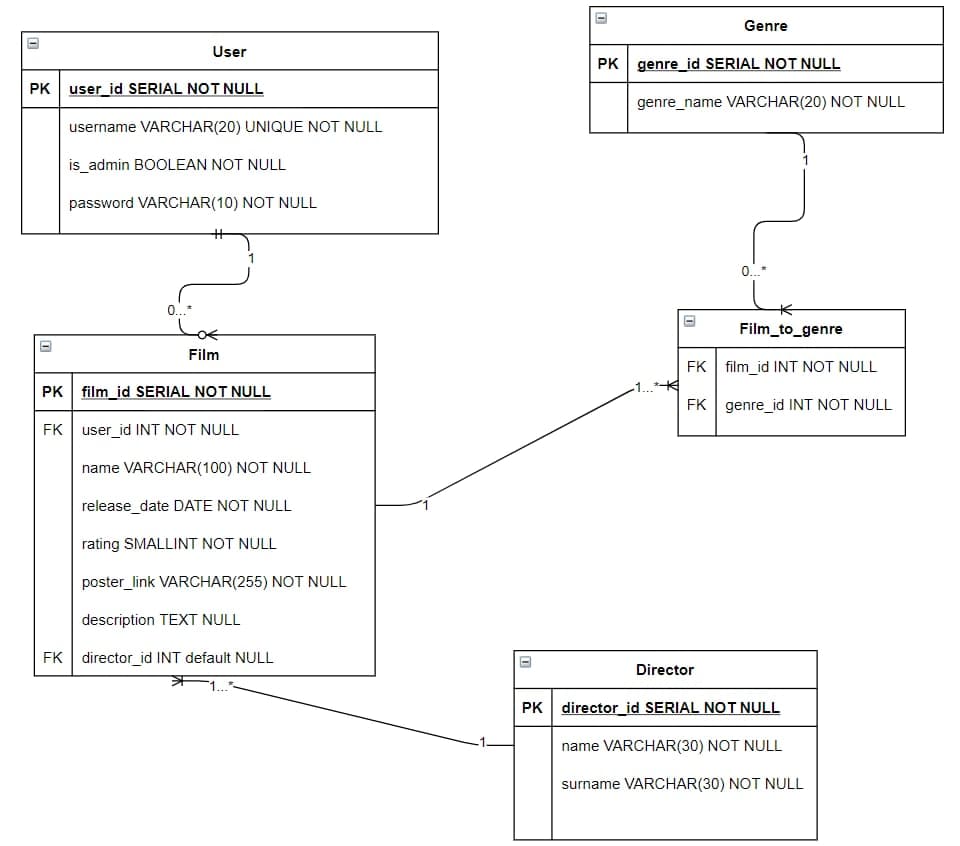 User
PK user_id SERIAL NOT NULL
username VARCHAR(20) UNIQUE NOT NULL
is_admin BOOLEAN NOT NULL
password VARCHAR(10) NOT NULL
1
0...*
Genre
PK genre_id SERIAL NOT NULL
genre_name VARCHAR(20) NOT NULL
1
0...*
Film_to_genre
FK film_id INT NOT NULL
FK genre_id INT NOT NULL
1...*
Film
PK film_id SERIAL NOT NULL
FK user_id INT NOT NULL
name VARCHAR(100) NOT NULL
release_date DATE NOT NULL
rating SMALLINT NOT NULL
poster_link VARCHAR(255) NOT NULL
description TEXT NULL
FK director_id INT default NULL
1
1...*
1
Director
PK director_id SERIAL NOT NULL
name VARCHAR(30) NOT NULL
surname VARCHAR(30) NOT NULL